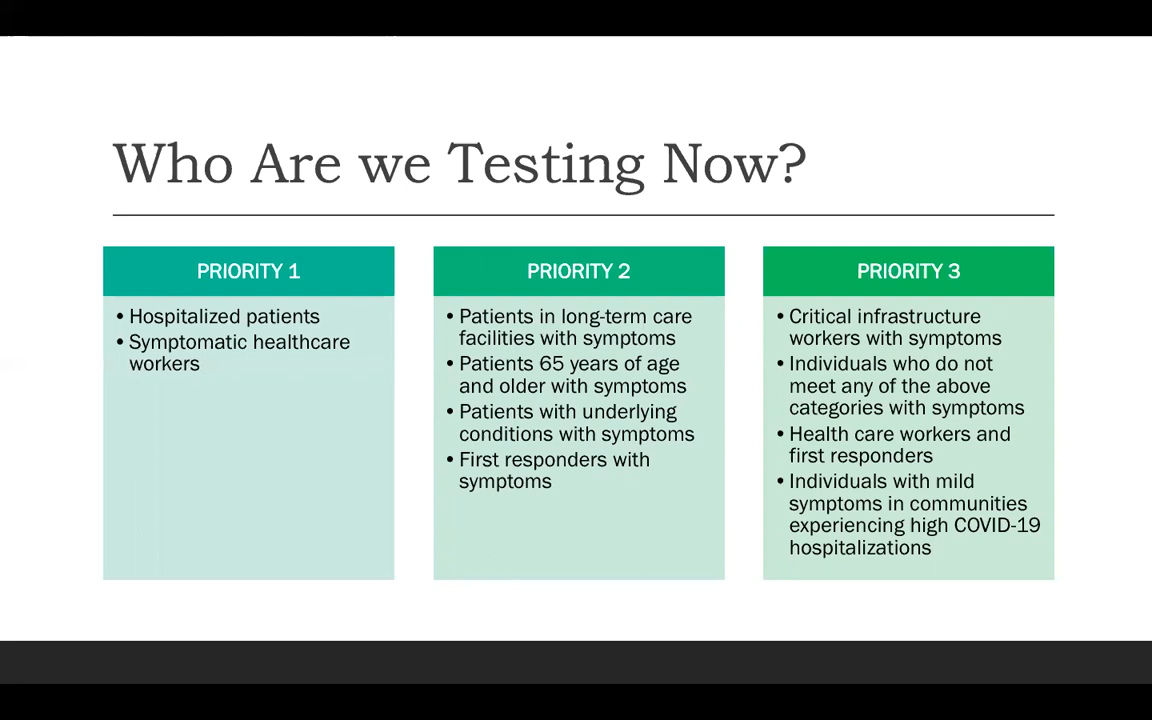 Who Are we Testing Now?
PRIORITY 1
• Hospitalized patients
• Symptomatic healthcare
workers
PRIORITY 2
• Patients in long-term care
facilities with symptoms
• Patients 65 years of age
and older with symptoms
• Patients with underlying
conditions with symptoms
• First responders with
symptoms
PRIORITY 3
• Critical infrastructure
workers with symptoms
• Individuals who do not
meet any of the above
categories with symptoms
• Health care workers and
first responders
• Individuals with mild
symptoms in communities
experiencing high COVID-19
hospitalizations